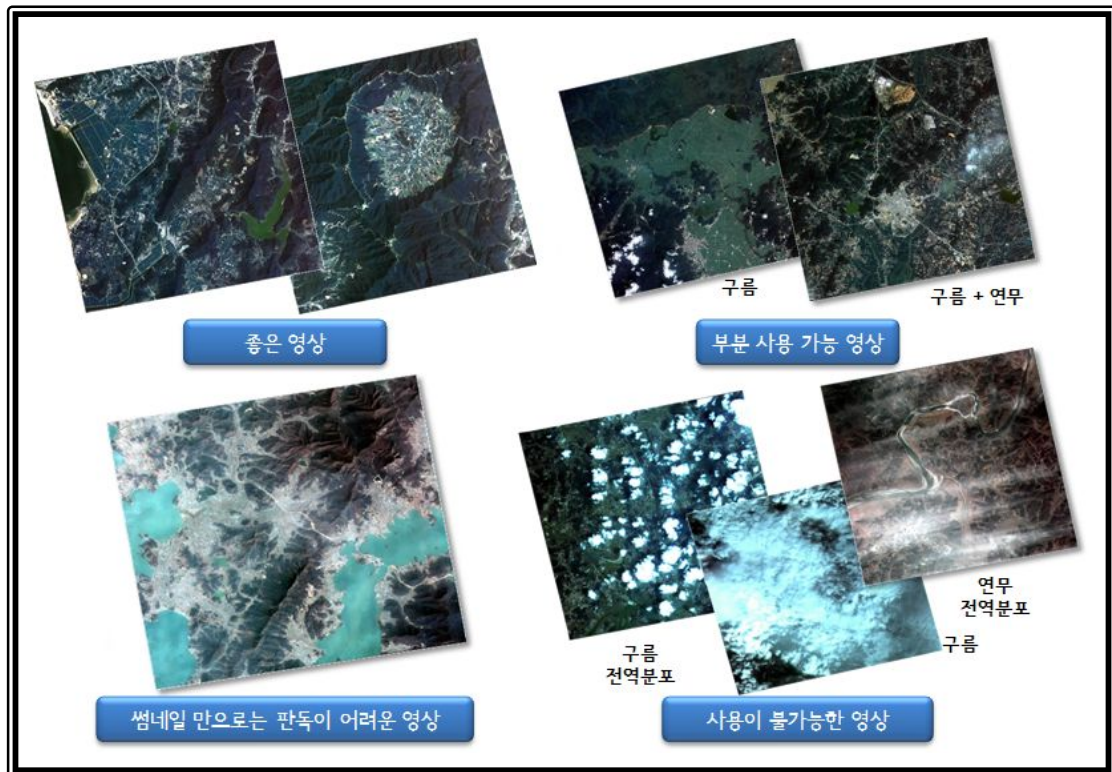 구름
구름 + 연무
좋은 영상
부분 사용 가능 영상
구름
전역분포
구름
연무
전역분포
썸네일 만으로는 판독이 어려운 영상
사용이 불가능한 영상